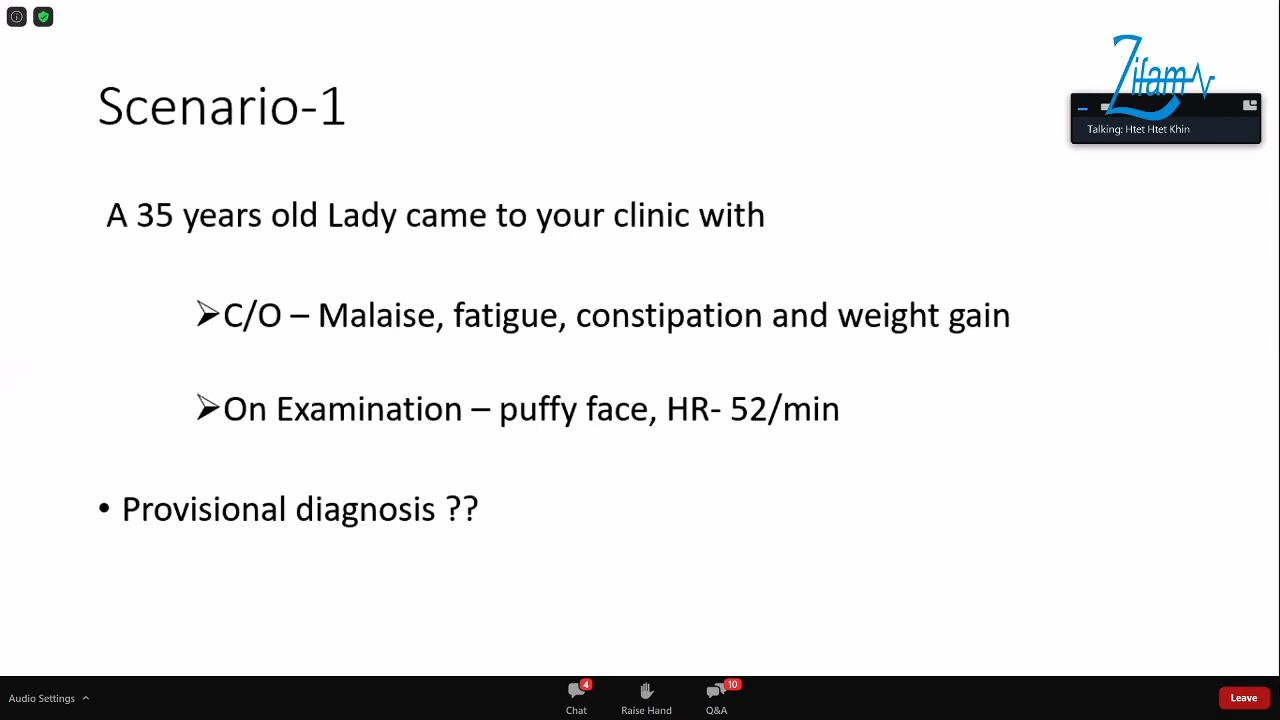 Zifam
Talking: Htet Htet Khin
Scenario-1
A 35 years old Lady came to your clinic with
➢C/O – Malaise, fatigue, constipation and weight gain
➢On Examination – puffy face, HR- 52/min
• Provisional diagnosis ??
Audio Settings
4
Chat
Raise Hand
10
Q&A
Leave